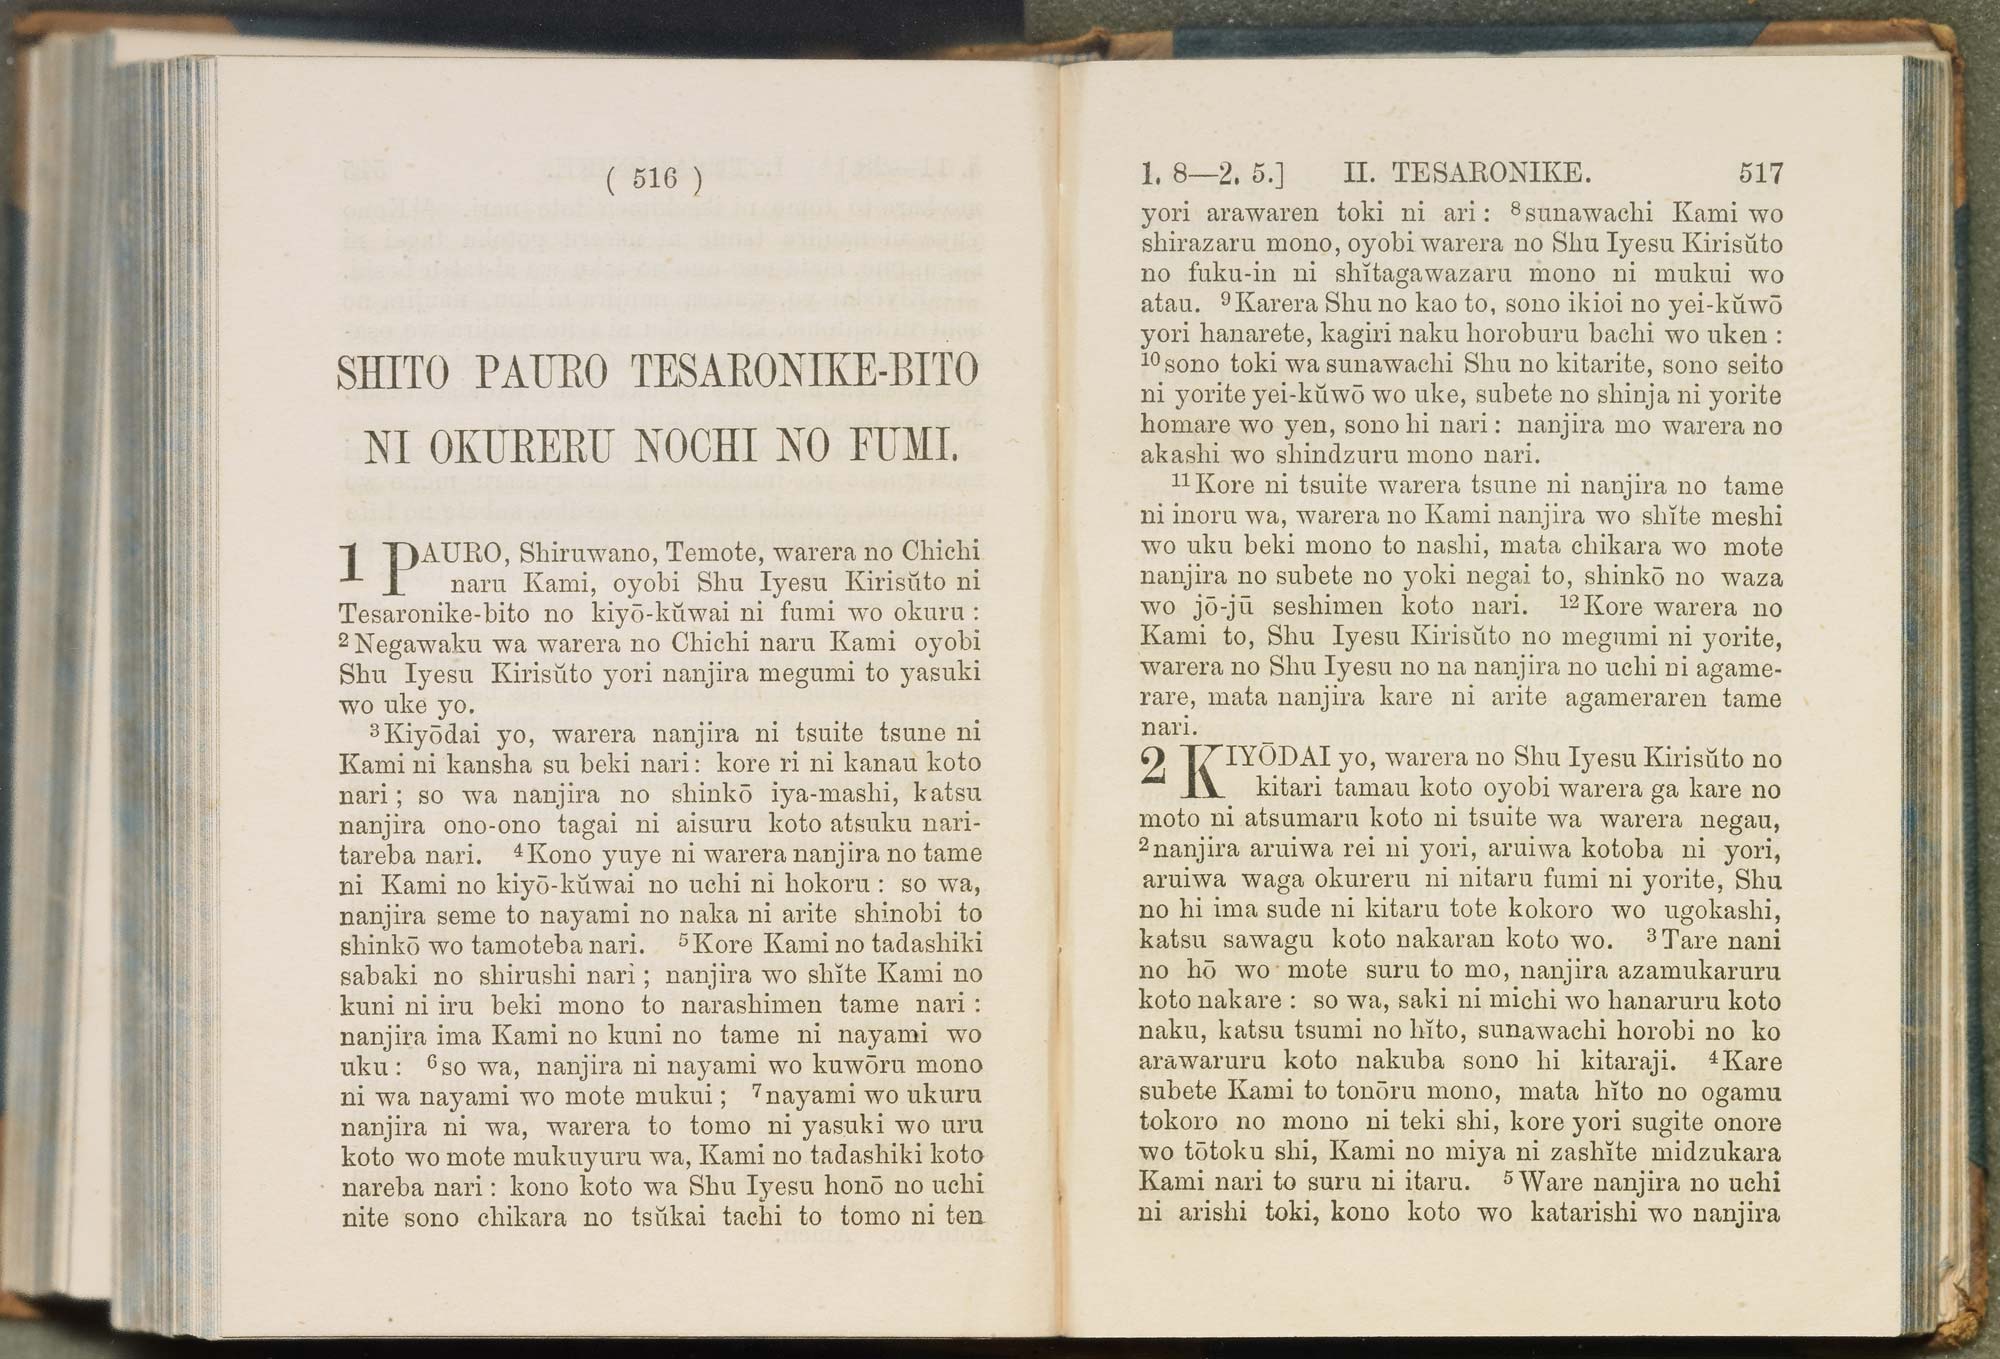 ( 516 )
SHITO PAURO TESARONIKE-BITO
NI OKURERU NOCHI NO FUMI.
1 PAURO, Shiruwano, Temote, warera no Chichi
naru Kami, oyobi Shu Iyesu Kirisŭto ni
Tesaronike-bito no kiyō-kŭwai ni fumi wo okuru :
2 Negawaku wa warera no Chichi naru Kami oyobi
Shu Iyesu Kirisŭto yori nanjira megumi to yasuki
wo uke yo.
3 Kiyōdai yo, warera nanjira ni tsuite tsune ni
Kami ni kansha su beki nari : kore ri ni kanau koto
nari ; so wa nanjira no shinkō iya-mashi, katsu
nanjira ono-ono tagai ni aisuru koto atsuku nari-
tareba nari. 4 Kono yuye ni warera nanjira no tame
ni Kami no kiyō-kŭwai no uchi ni hokoru : so wa,
nanjira seme to nayami no naka ni arite shinobi to
shinkō wo tamoteba nari. 5 Kore Kami no tadashiki
sabaki no shirushi nari ; nanjira wo shĭte Kami no
kuni ni iru beki mono to narashimen tame nari :
nanjira ima Kami no kuni no tame ni nayami wo
uku : 6 so wa, nanjira ni nayami wo kuwōru mono
ni wa nayami wo mote mukui ; 7 nayami wo ukuru
nanjira ni wa, warera to tomo ni yasuki wo uru
koto wo mote mukuyuru wa, Kami no tadashiki koto
nareba nari : kono koto wa Shu Iyesu honō no uchi
nite sono chikara no tsŭkai tachi to tomo ni ten
1. 8—2. 5.] II. TESARONIKE. 517
yori arawaren toki ni ari : 8 sunawachi Kami wo
shirazaru mono, oyobi warera no Shu Iyesu Kirisŭto
no fuku-in ni shĭtagawazaru mono ni mukui wo
atau. 9 Karera Shu no kao to, sono ikioi no yei-kŭwō
yori hanarete, kagiri naku horoburu bachi wo uken :
10 sono toki wa sunawachi Shu no kitarite, sono seito
ni yorite yei-kŭwō wo uke, subete no shinja ni yorite
homare wo yen, sono hi nari : nanjira mo warera no
akashi wo shindzuru mono nari.
11 Kore ni tsuite warera tsune ni nanjira no tame
ni inoru wa, warera no Kami nanjira wo shĭte meshi
wo uku beki mono to nashi, mata chikara wo mote
nanjira no subete no yoki negai to, shinkō no waza
wo jō-jū seshimen koto nari. 12 Kore warera no
Kami to, Shu Iyesu Kirisŭto no megumi ni yorite,
warera no Shu Iyesu no na nanjira no uchi ni agame-
rare, mata nanjira kare ni arite agameraren tame
nari.
2 KIYŌDAI yo, warera no Shu Iyesu Kirisŭto no
kitari tamau koto oyobi warera ga kare no
moto ni atsumaru koto ni tsuite wa warera negau,
2 nanjira aruiwa rei ni yori, aruiwa kotoba ni yori,
aruiwa waga okureru ni nitaru fumi ni yorite, Shu
no hi ima sude ni kitaru tote kokoro wo ugokashi,
katsu sawagu koto nakaran koto wo. 3 Tare nani
no hō wo mote suru to mo, nanjira azamukaruru
koto nakare : so wa, saki ni michi wo hanaruru koto
naku, katsu tsumi no hĭto, sunawachi horobi no ko
arawaruru koto nakuba sono hi kitaraji. 4 Kare
subete Kami to tonōru mono, mata hĭto no ogamu
tokoro no mono ni teki shi, kore yori sugite onore
wo tōtoku shi, Kami no miya ni zashĭte midzukara
Kami nari to suru ni itaru. 5 Ware nanjira no uchi
ni arishi toki, kono koto wo katarishi wo nanjira